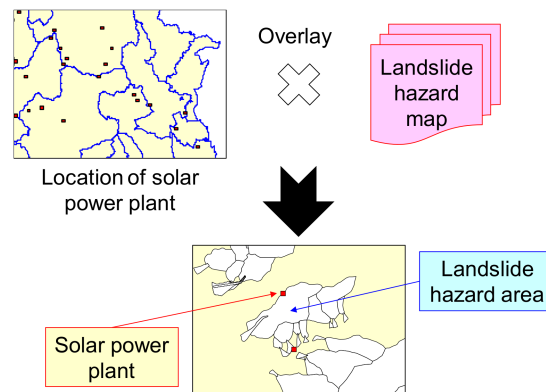 Overlay
Landslide
hazard
map
Location of solar
power plant
Landslide
hazard area
Solar power
plant